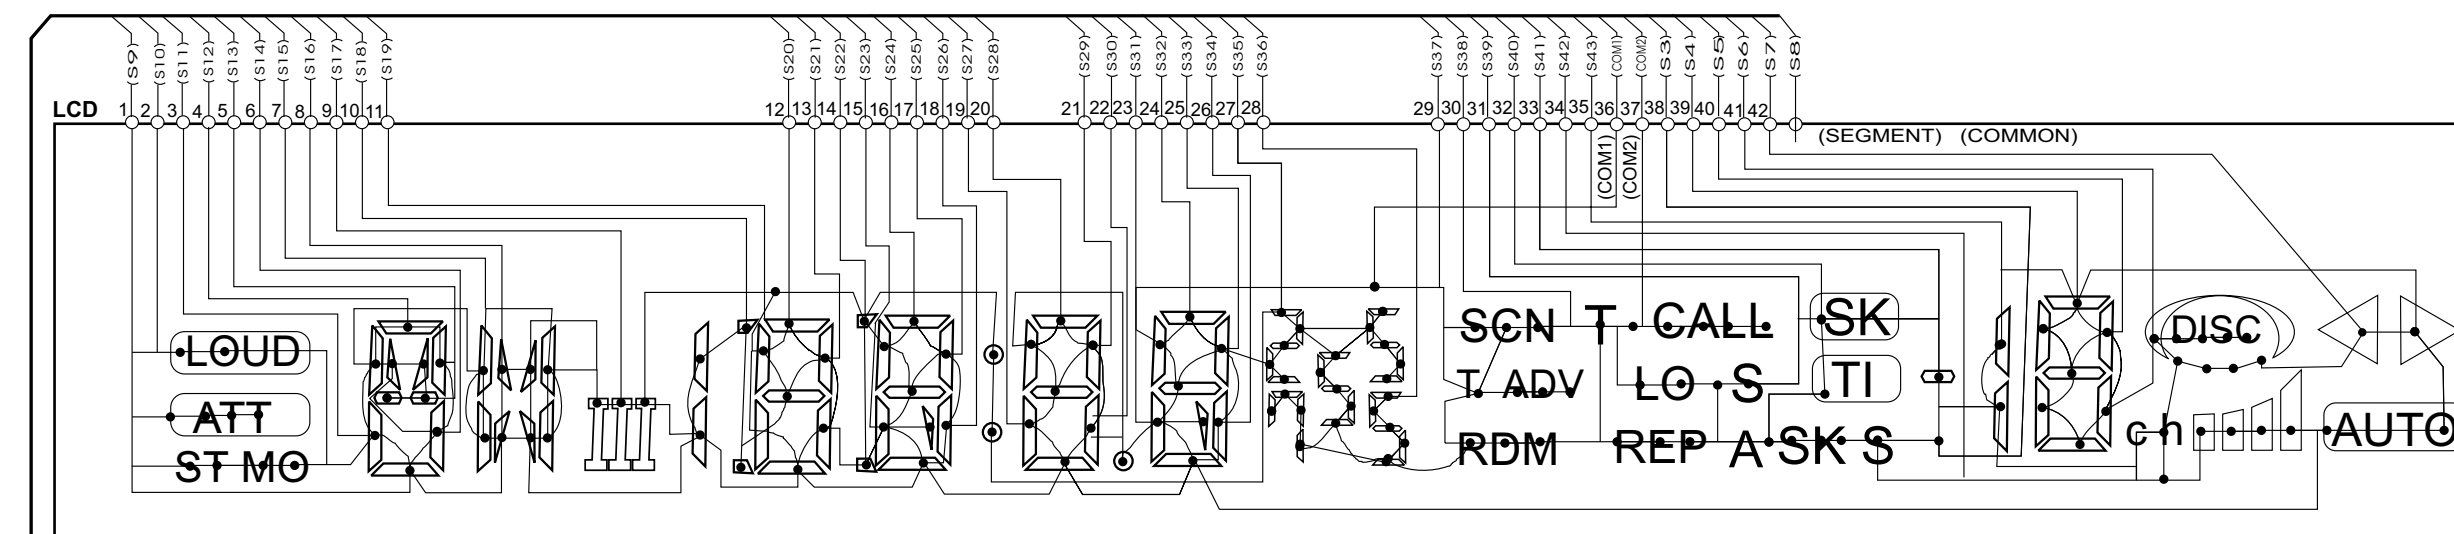 (S9) (S10) (S11) (S12) (S13) (S14) (S15) (S16) (S17) (S18) (S19) (S20) (S21) (S22) (S23) (S24) (S25) (S26) (S27) (S28) (S29) (S30) (S31) (S32) (S33) (S34) (S35) (S36) (S37) (S38) (S39) (S40) (S41) (S42) (S43) (COM1) (COM2) (S3) (S4) (S5) (S6) (S7) (S8)
LCD 1 2 3 4 5 6 7 8 9 10 11 12 13 14 15 16 17 18 19 20 21 22 23 24 25 26 27 28 29 30 31 32 33 34 35 36 37 38 39 40 41 42
(SEGMENT) (COMMON)
(COM1) (COM2)
LOUD SCN T CALL SK DISC
T ADV LO S TI
ATT
ST MO RDM REP A SK S ch AUTO